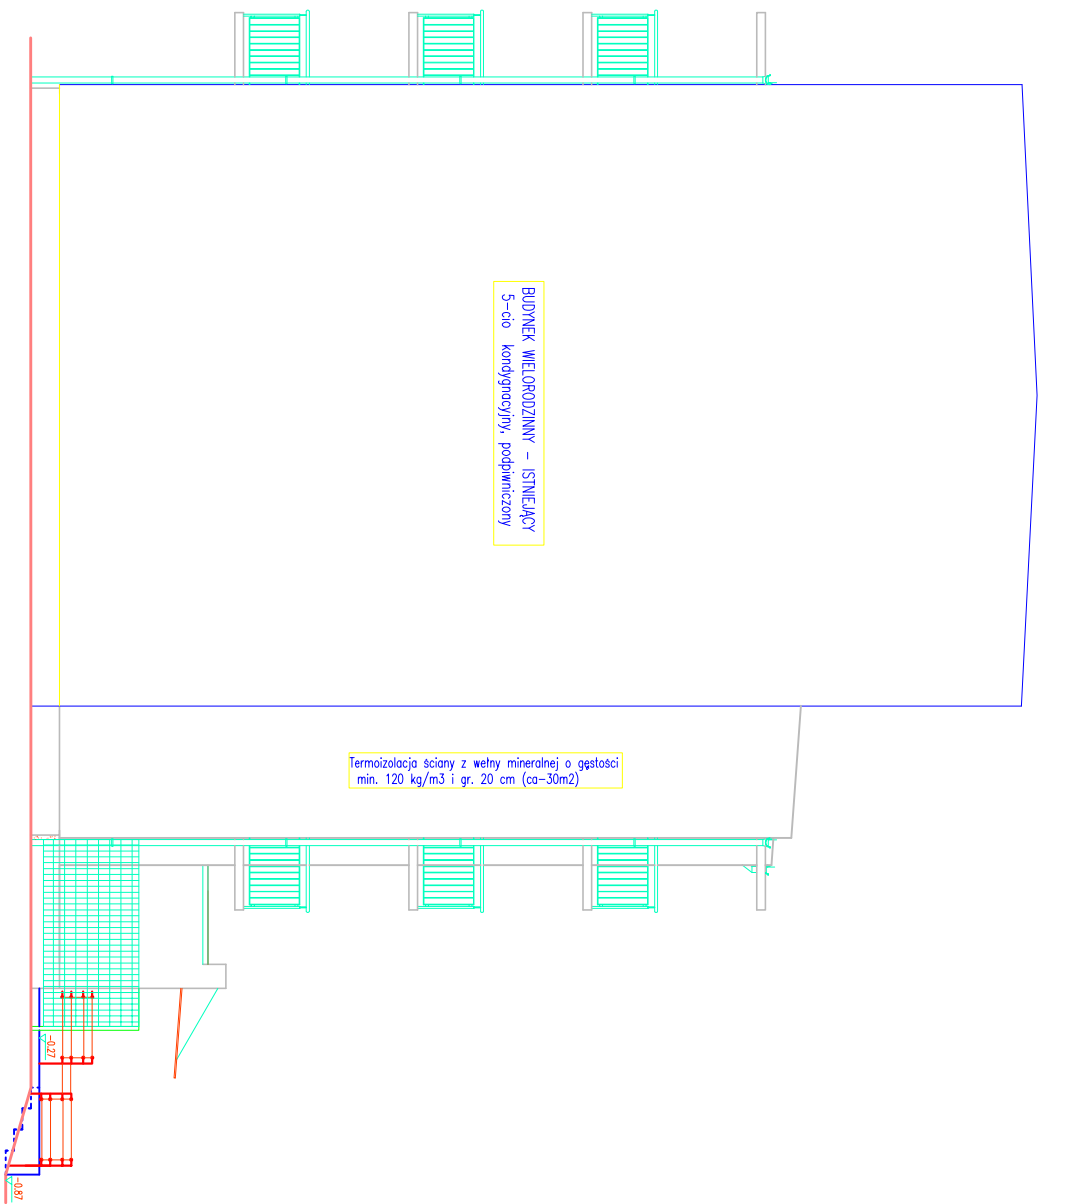 BUDYNEK WIELORODZINNY - ISTNIEJĄCY
5-cio kondygnacyjny, podpiwniczony
Termoizolacja ściany z wełny mineralnej o gęstości
min. 120 kg/m3 i gr. 20 cm (ca-30m2)
-0.27
-0.87